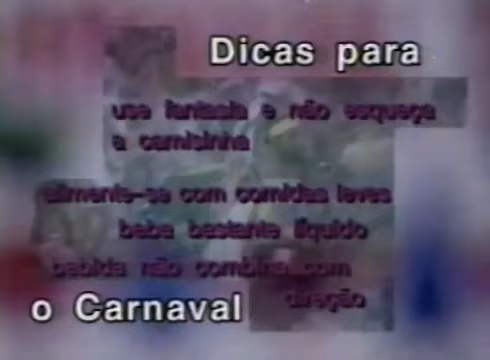 Dicas para
use fantasia e não esqueça
a camisinha
alimente-se com comidas leves
beba bastante líquido
bebida não combina com
direção
o Carnaval